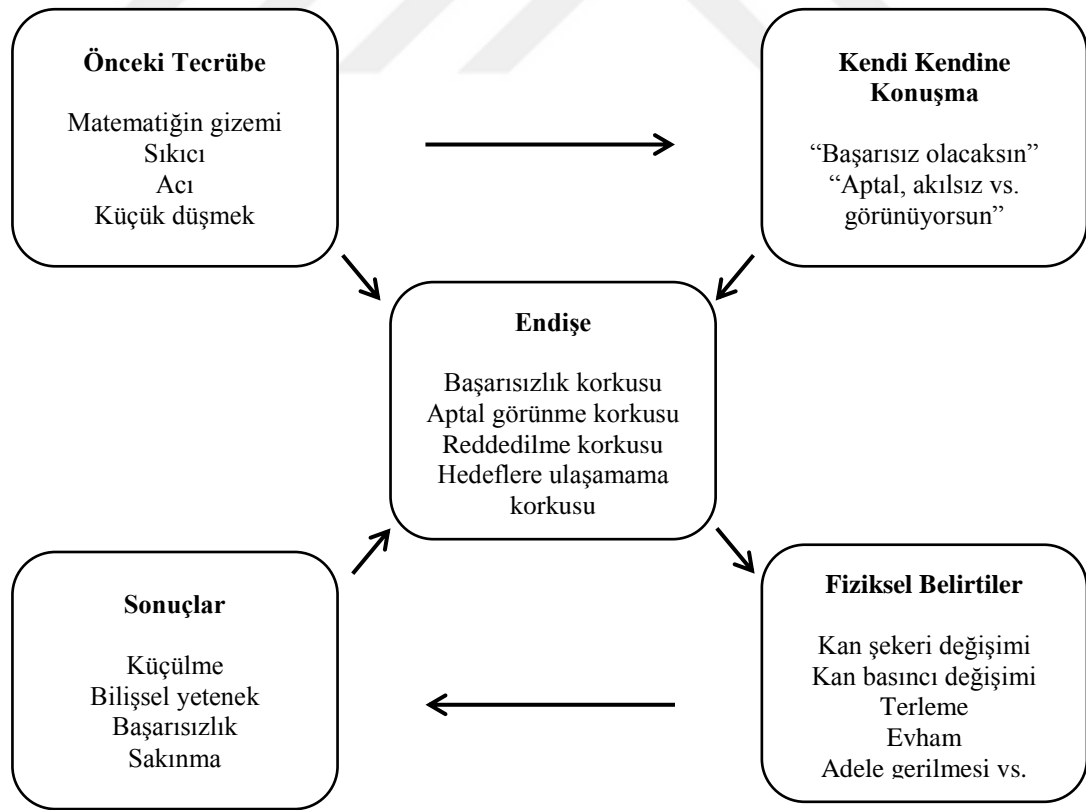 Önceki Tecrübe
Matematiğin gizemi
Sıkıcı
Acı
Küçük düşmek
Kendi Kendine
Konuşma
“Başarısız olacaksın”
“Aptal, akılsız vs.
görünüyorsun”
Endişe
Başarısızlık korkusu
Aptal görünme korkusu
Reddedilme korkusu
Hedeflere ulaşamama
korkusu
Sonuçlar
Küçülme
Bilişsel yetenek
Başarısızlık
Sakınma
Fiziksel Belirtiler
Kan şekeri değişimi
Kan basıncı değişimi
Terleme
Evham
Adele gerilmesi vs.